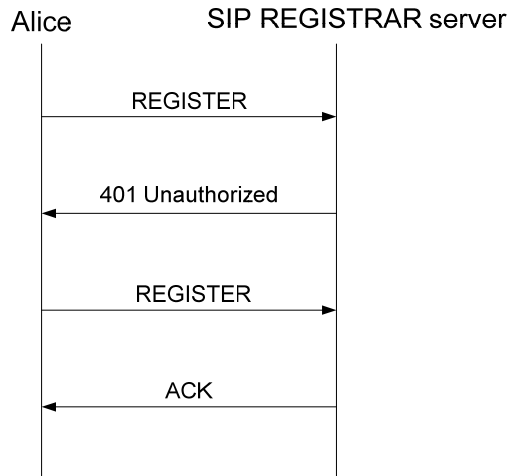 Alice
SIP REGISTRAR server
REGISTER
401 Unauthorized
REGISTER
ACK